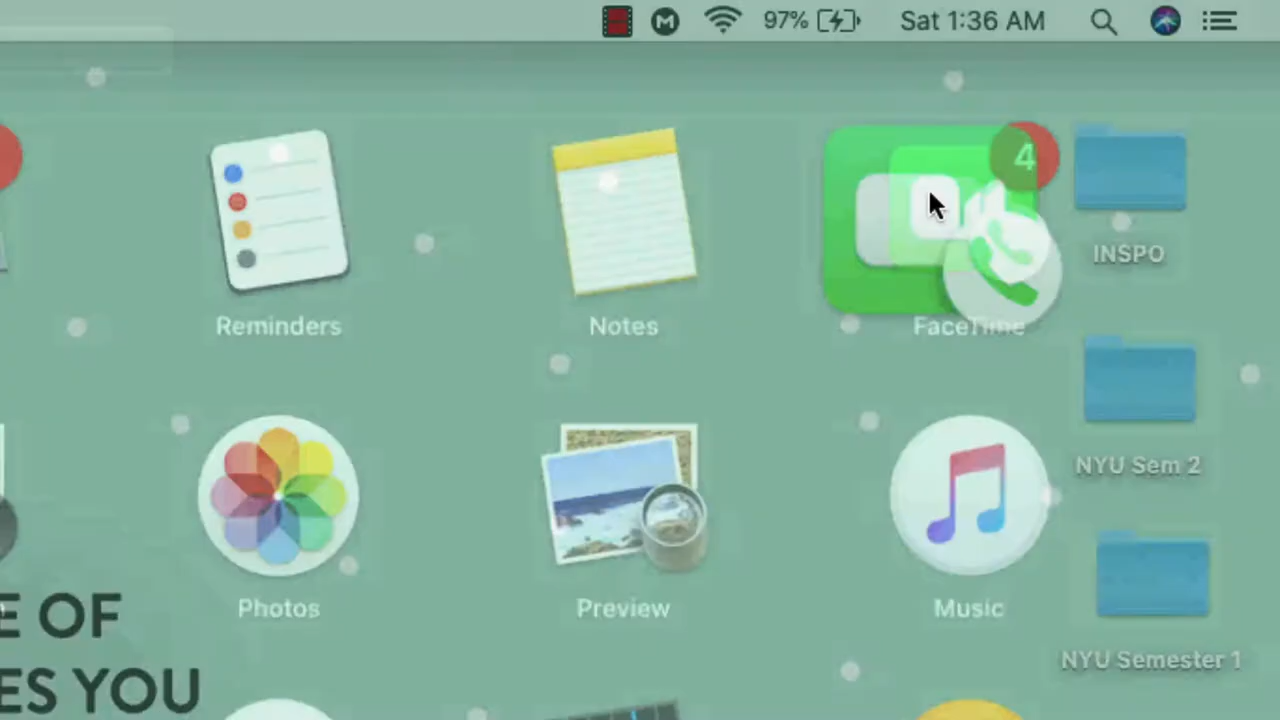 97% Sat 1:36 AM
4
INSPO
Reminders Notes FaceTime
NYU Sem 2
Photos Preview Music
E OF
NYU Semester 1
ES YOU